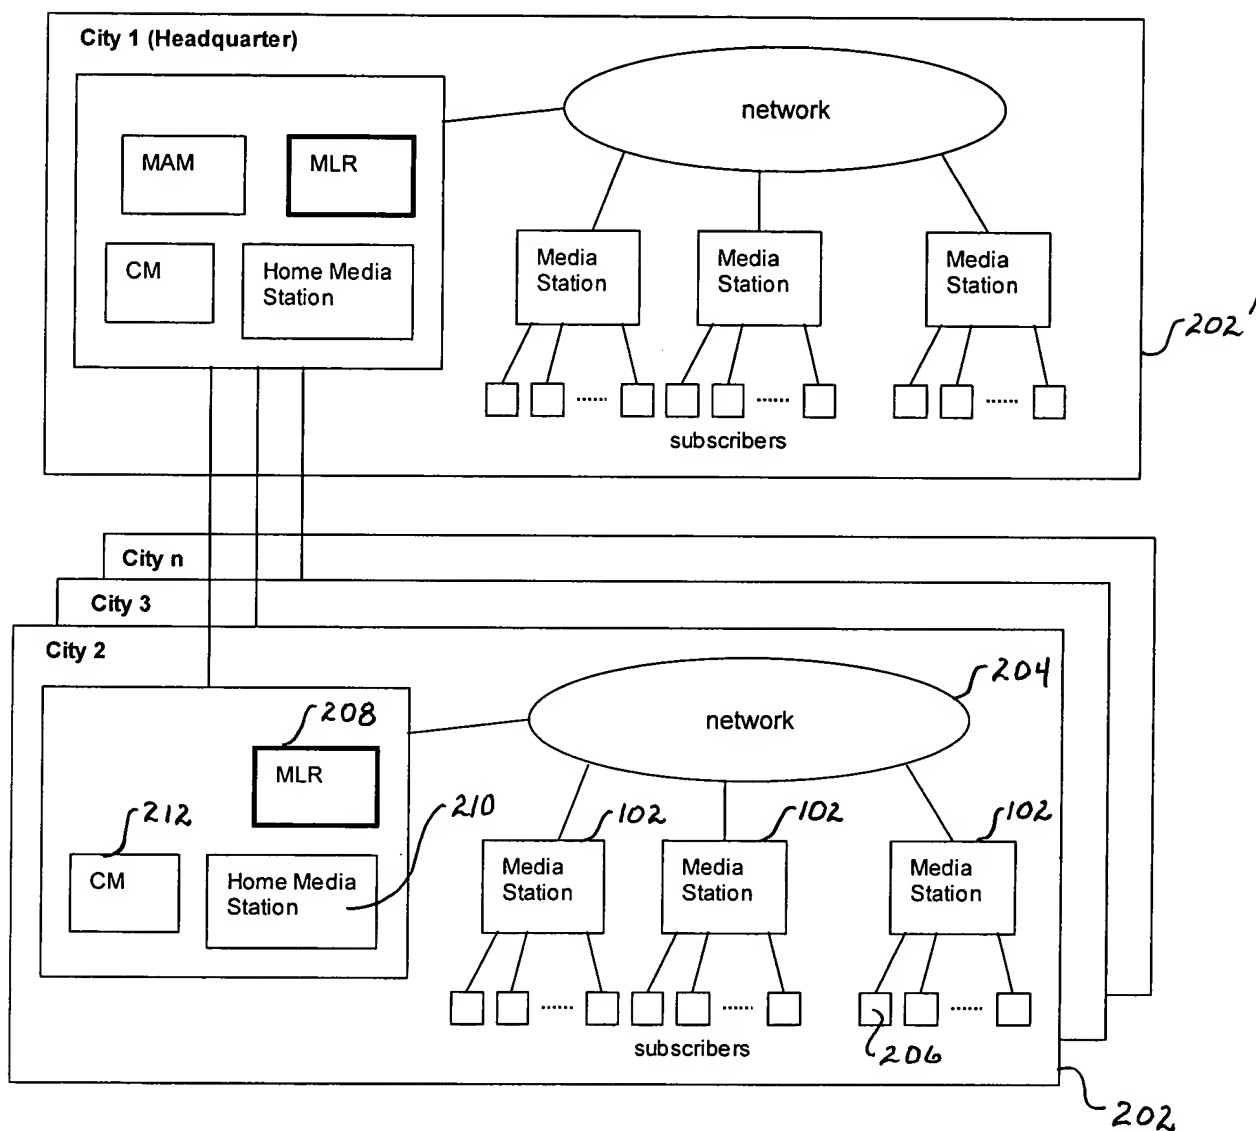 City 1 (Headquarter)
network
MAM
MLR
CM
Home Media
Station
Media
Station
Media
Station
Media
Station
202'
......
......
......
subscribers
City n
City 3
City 2
204
network
208
MLR
212
210
102
102
102
CM
Home Media
Station
Media
Station
Media
Station
Media
Station
......
......
......
subscribers
206
202